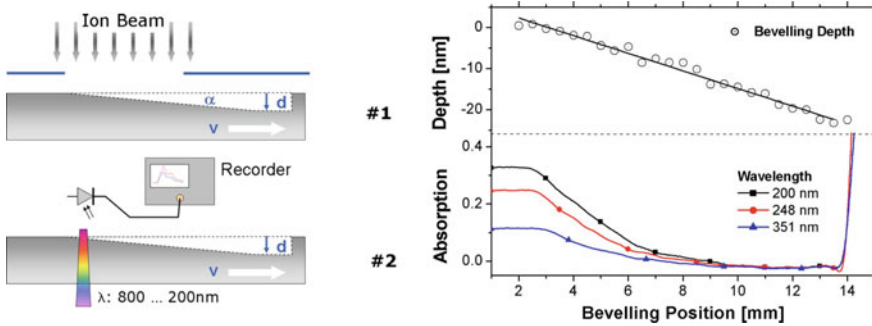 Ion Beam
α
d
v
#1
Recorder
d
v
#2
λ: 800 ... 200nm
Depth [nm]
0
-10
-20
Bevelling Depth
Absorption
0.4
0.2
0.0
Wavelength
200 nm
248 nm
351 nm
2 4 6 8 10 12 14
Bevelling Position [mm]